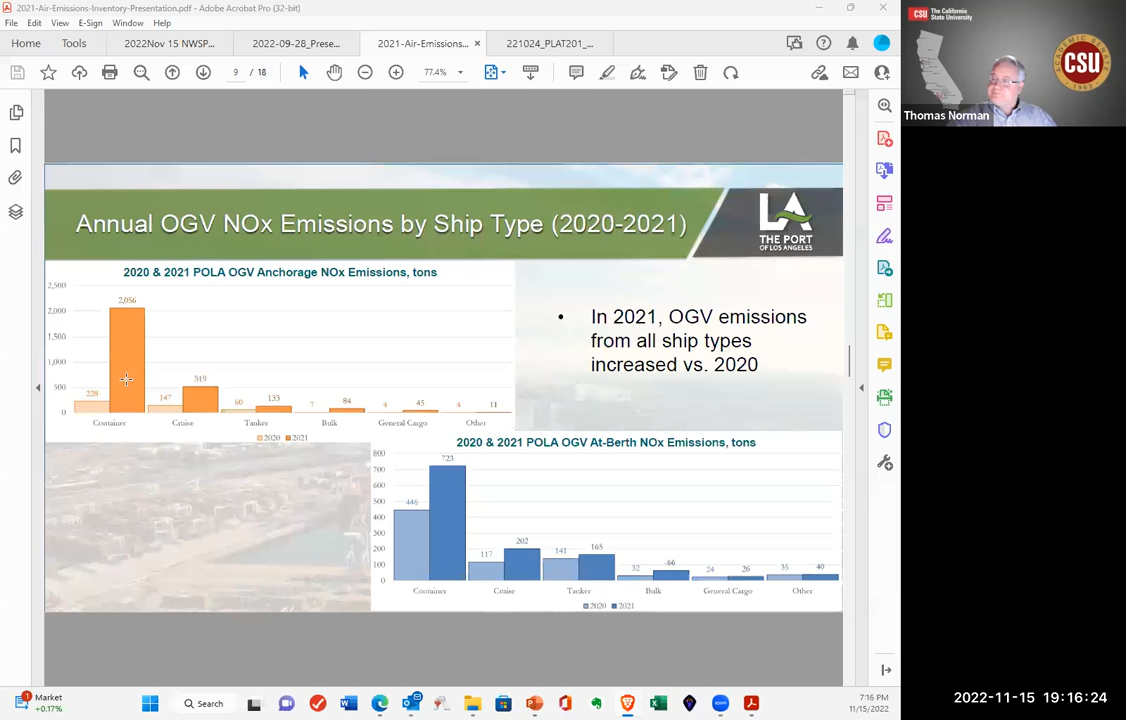 2021-Air-Emissions-Inventory-Presentation.pdf - Adobe Acrobat Pro (32-bit)
File Edit View E-Sign Window Help
Home Tools 2022Nov 15 NWSP... 2022-09-28_Prese... 2021-Air-Emissions... × 221024_PLAT201_...
9 / 18 77.4%
CSU The California State University
ACADEMIC SENATE
CSU
1963
Thomas Norman
Annual OGV NOx Emissions by Ship Type (2020-2021)
LA
THE PORT
OF LOS ANGELES
2020 & 2021 POLA OGV Anchorage NOx Emissions, tons
2,500
2,000
1,500
1,000
500
0
228 2,056 147 519 60 133 7 84 4 45 4 11
Container Cruise Tanker Bulk General Cargo Other
2020 2021
• In 2021, OGV emissions
from all ship types
increased vs. 2020
2020 & 2021 POLA OGV At-Berth NOx Emissions, tons
800
700
600
500
400
300
200
100
0
446 723 117 202 141 165 32 66 24 26 35 40
Container Cruise Tanker Bulk General Cargo Other
2020 2021
1
Market
+0.17%
Search
zoom
7:16 PM
11/15/2022
2022-11-15 19:16:24